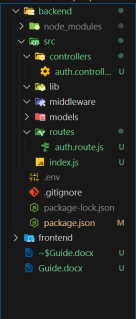 backend
node_modules
src
controllers
auth.controll... U
lib
middleware
models
routes
auth.route.js U
index.js U
.env
.gitignore
package-lock.json
package.json M
frontend
~$Guide.docx U
Guide.docx U